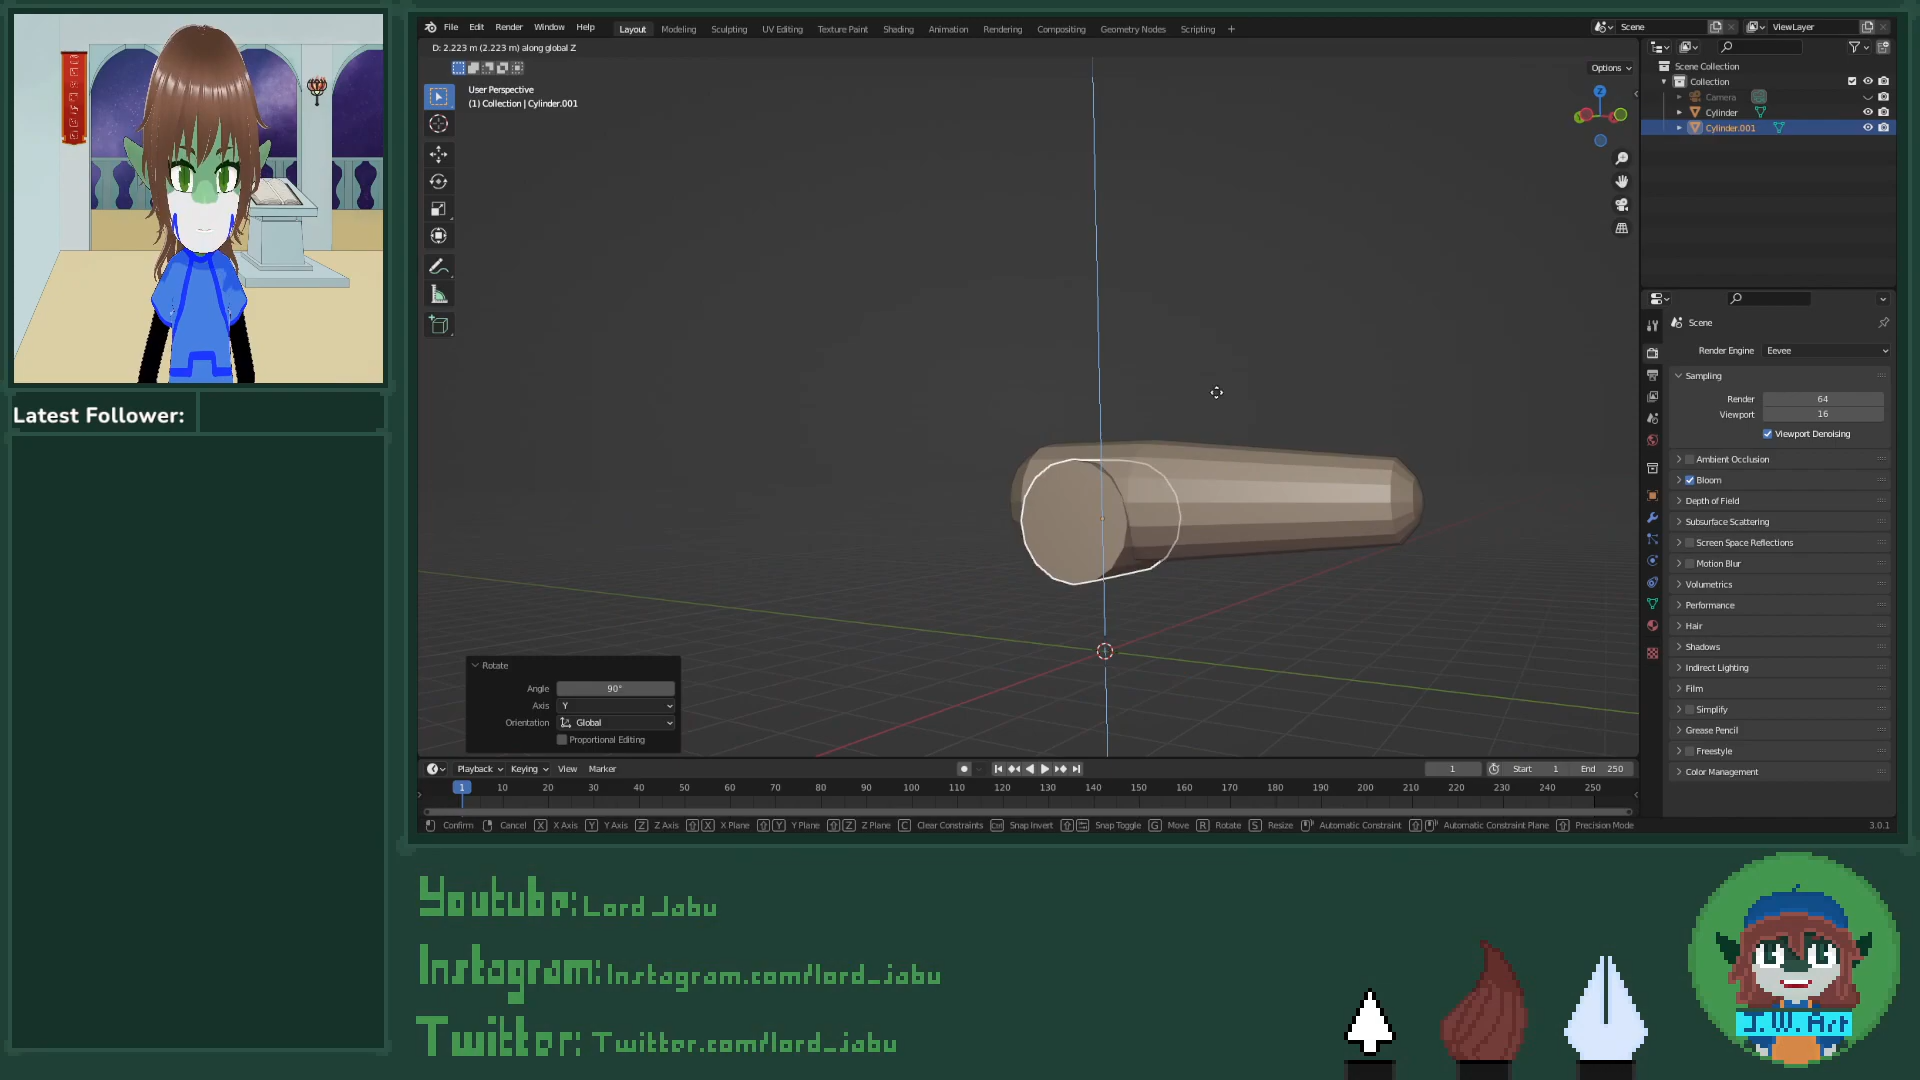 File Edit Render Window Help
Layout Modeling Sculpting UV Editing Texture Paint Shading Animation Rendering Compositing Geometry Nodes Scripting +
Scene
ViewLayer
D: 2.223 m (2.223 m) along global Z
Options
User Perspective
(1) Collection | Cylinder.001
Z
Scene Collection
Collection
Camera
Cylinder
Cylinder.001
Scene
Render Engine Eevee
Sampling
Render 64
Viewport 16
Viewport Denoising
Ambient Occlusion
Bloom
Depth of Field
Subsurface Scattering
Screen Space Reflections
Motion Blur
Volumetrics
Performance
Hair
Shadows
Indirect Lighting
Film
Simplify
Grease Pencil
Freestyle
Color Management
Rotate
Angle 90°
Axis Y
Orientation Global
Proportional Editing
Playback Keying View Marker
1 Start 1 End 250
1 10 20 30 40 50 60 70 80 90 100 110 120 130 140 150 160 170 180 190 200 210 220 230 240 250
Confirm Cancel X X Axis Y Y Axis Z Z Axis X X Plane Y Y Plane Z Z Plane C Clear Constraints Ctrl Snap Invert Snap Toggle G Move R Rotate S Resize Automatic Constraint Automatic Constraint Plane Precision Mode
3.0.1
Latest Follower:
Youtube: Lord Jabu
Instagram: Instagram.com/lord_jabu
Twitter: Twitter.com/lord_jabu
J.W. Art